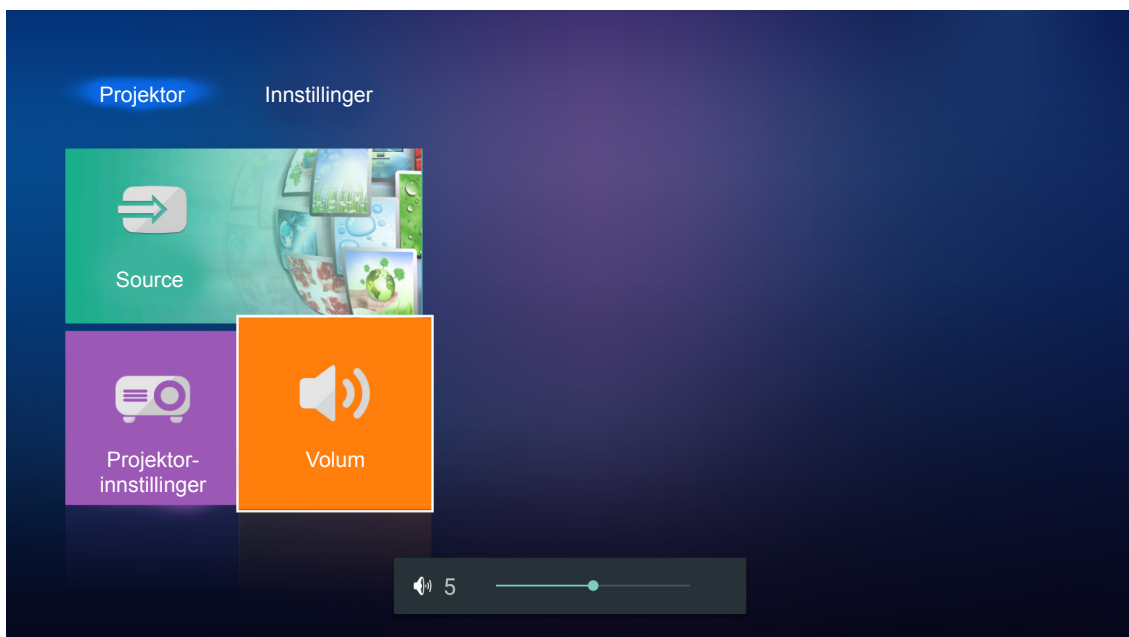 Projektor
Innstillinger
Source
Projektor-
innstillinger
Volum
5